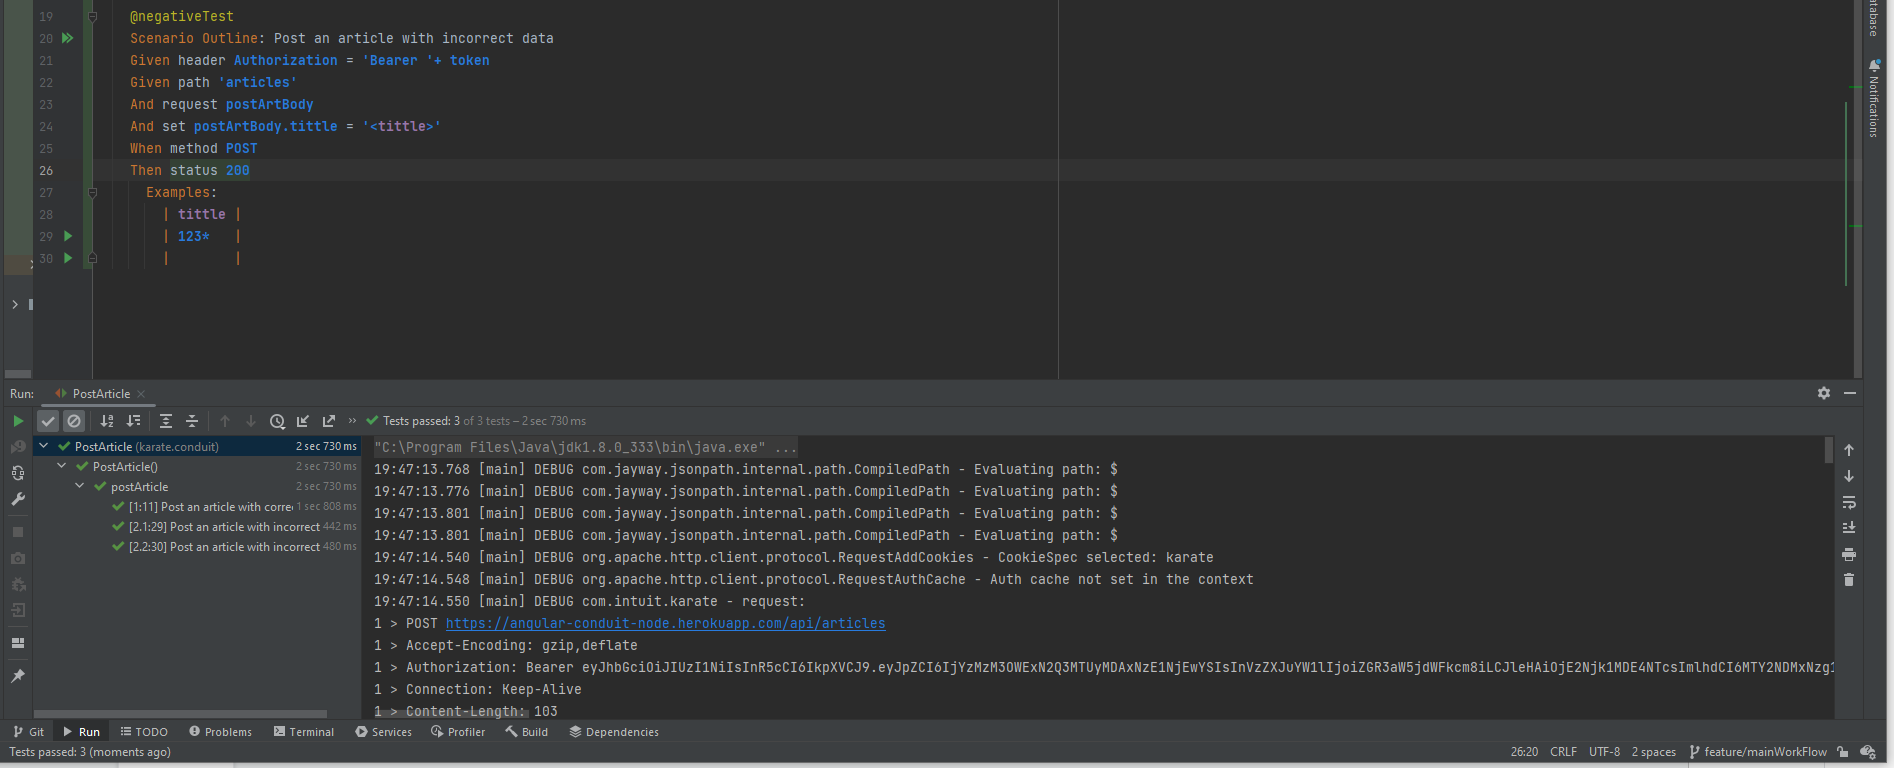 19 @negativeTest
20 Scenario Outline: Post an article with incorrect data
21 Given header Authorization = 'Bearer '+ token
22 Given path 'articles'
23 And request postArtBody
24 And set postArtBody.tittle = '<tittle>'
25 When method POST
26 Then status 200
27 Examples:
28 | tittle |
29 | 123* |
30 | |
Database
Notifications
Run: PostArticle
Tests passed: 3 of 3 tests – 2 sec 730 ms
PostArticle (karate.conduit) 2 sec 730 ms
PostArticle() 2 sec 730 ms
postArticle 2 sec 730 ms
[1:11] Post an article with corre 1 sec 808 ms
[2.1:29] Post an article with incorrect 442 ms
[2.2:30] Post an article with incorrect 480 ms
"C:\Program Files\Java\jdk1.8.0_333\bin\java.exe" ...
19:47:13.768 [main] DEBUG com.jayway.jsonpath.internal.path.CompiledPath - Evaluating path: $
19:47:13.776 [main] DEBUG com.jayway.jsonpath.internal.path.CompiledPath - Evaluating path: $
19:47:13.801 [main] DEBUG com.jayway.jsonpath.internal.path.CompiledPath - Evaluating path: $
19:47:13.801 [main] DEBUG com.jayway.jsonpath.internal.path.CompiledPath - Evaluating path: $
19:47:14.540 [main] DEBUG org.apache.http.client.protocol.RequestAddCookies - CookieSpec selected: karate
19:47:14.548 [main] DEBUG org.apache.http.client.protocol.RequestAuthCache - Auth cache not set in the context
19:47:14.550 [main] DEBUG com.intuit.karate - request:
1 > POST https://angular-conduit-node.herokuapp.com/api/articles
1 > Accept-Encoding: gzip,deflate
1 > Authorization: Bearer
1 > Connection: Keep-Alive
1 > Content-Length: 103
Git Run TODO Problems Terminal Services Profiler Build Dependencies
Tests passed: 3 (moments ago) 26:20 CRLF UTF-8 2 spaces feature/mainWorkFlow